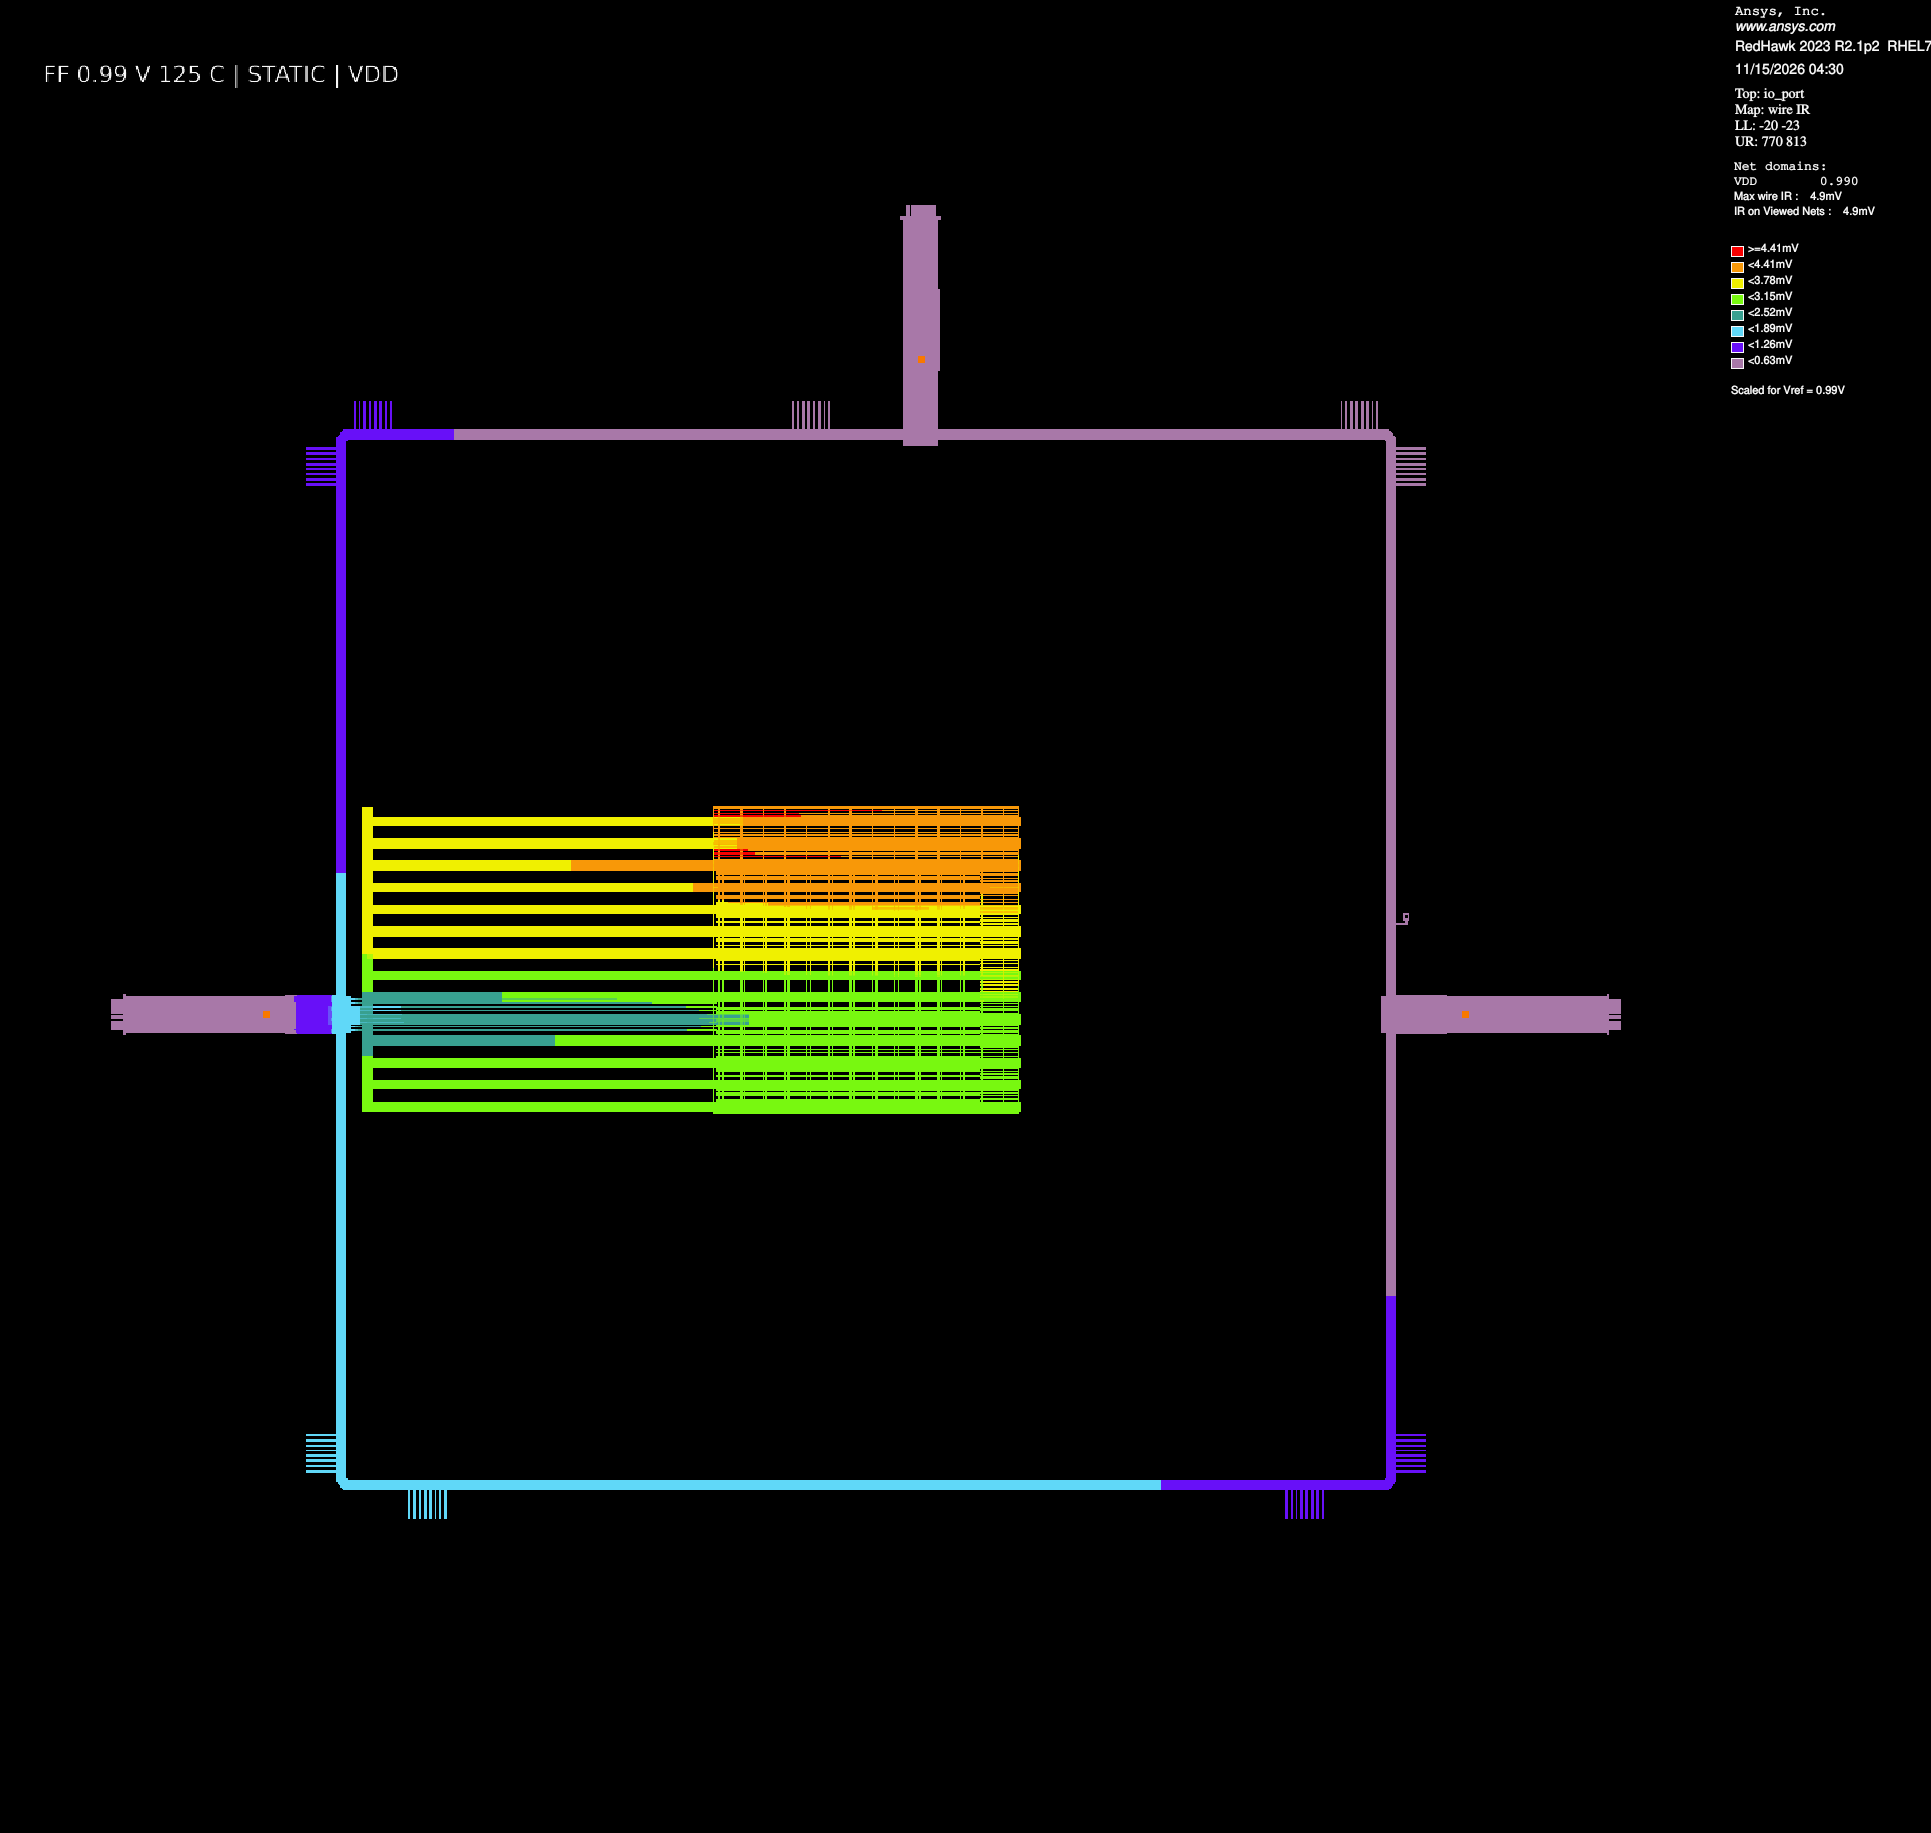 Ansys, Inc.
www.ansys.com
RedHawk 2023 R2.1p2 RHEL7
11/15/2026 04:30
FF 0.99 V 125 C | STATIC | VDD
Top: io_port
Map: wire IR
LL: -20 -23
UR: 770 813
Net domains:
VDD 0.990
Max wire IR : 4.9mV
IR on Viewed Nets : 4.9mV
>=4.41mV
<4.41mV
<3.78mV
<3.15mV
<2.52mV
<1.89mV
<1.26mV
<0.63mV
Scaled for Vref = 0.99V